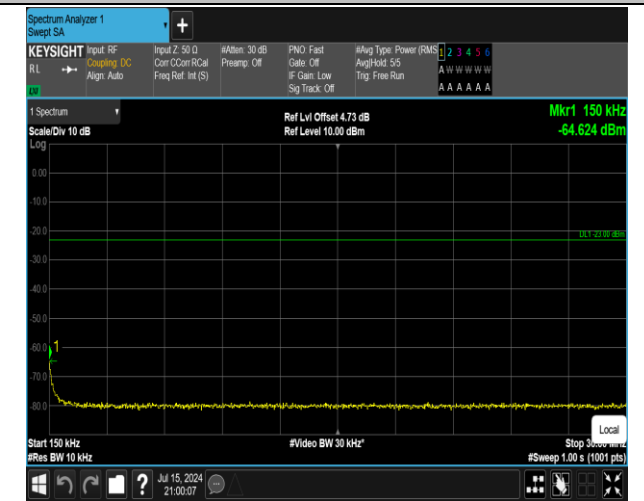 Spectrum Analyzer 1
Swept SA
+
KEYSIGHT
RL
Input: RF
Coupling: DC
Align: Auto
Input Z: 50 Ω
Corr CCorr RCal
Freq Ref: Int (S)
#Atten: 30 dB
Preamp: Off
PNO: Fast
Gate: Off
IF Gain: Low
Sig Track: Off
#Avg Type: Power (RMS
Avg|Hold: 5/5
Trig: Free Run
1 2 3 4 5 6
A W W W W W
A A A A A A
1 Spectrum
Scale/Div 10 dB
Log
Ref Lvl Offset 4.73 dB
Ref Level 10.00 dBm
Mkr1 150 kHz
-64.624 dBm
0.00
-10.0
-20.0
DL1 -23.00 dBm
-30.0
-40.0
-50.0
-60.0
1
-70.0
-80.0
Local
Start 150 kHz
#Res BW 10 kHz
#Video BW 30 kHz*
Stop
#Sweep 1.00 s (1001 pts)
?
Jul 15, 2024
21:00:07